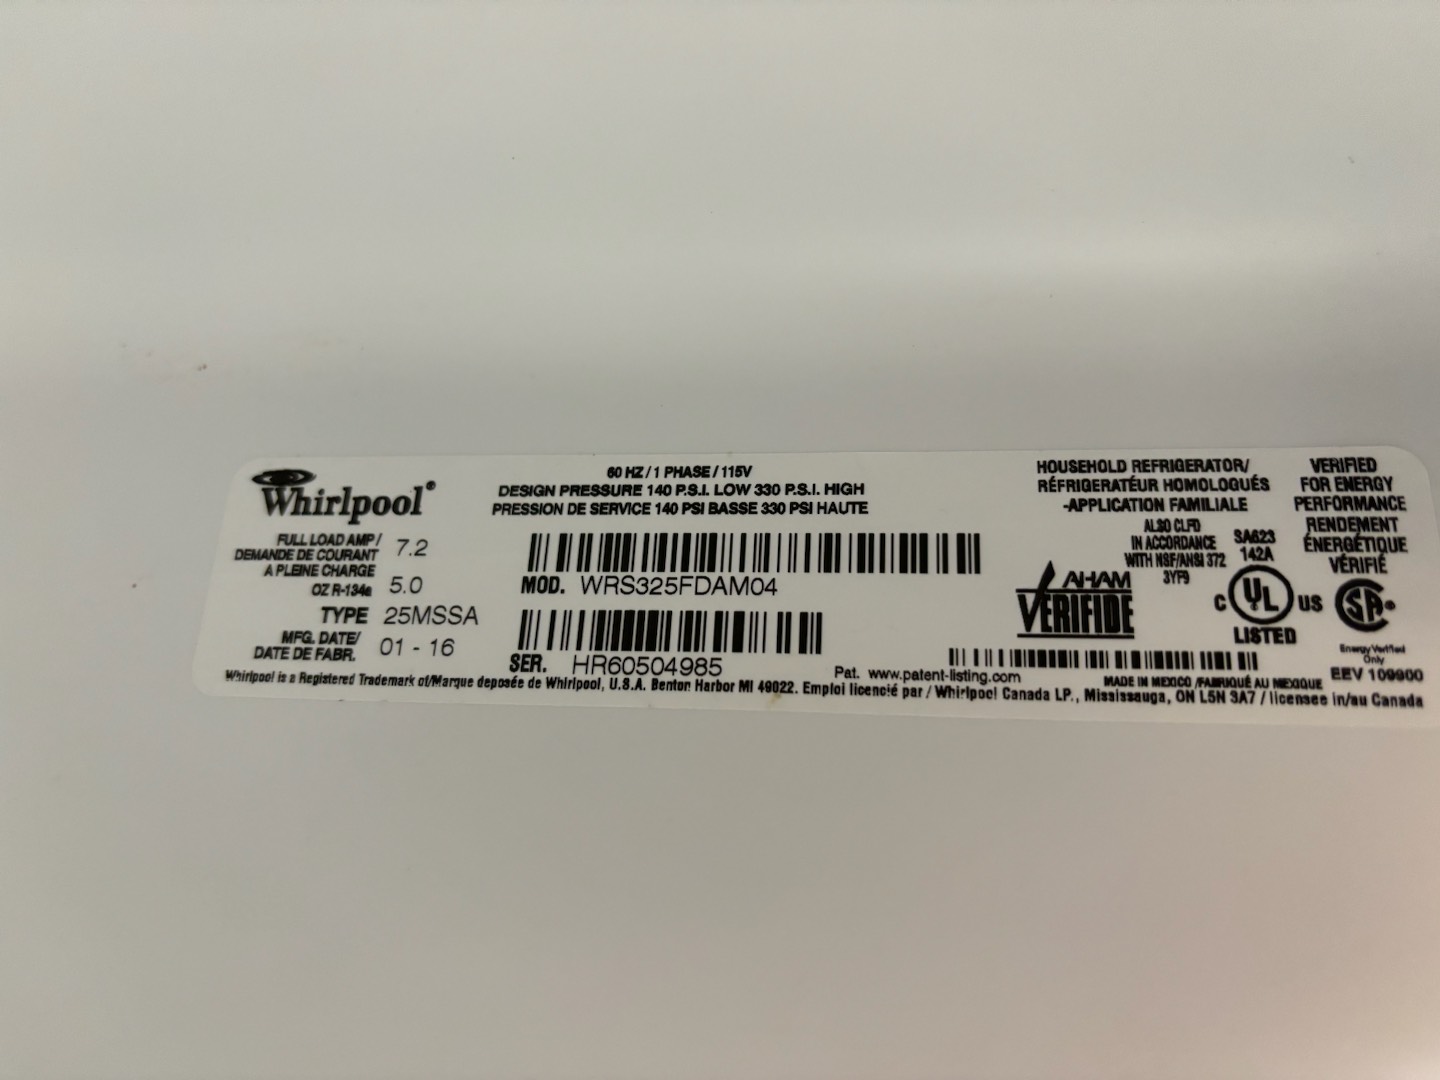 Whirlpool®
60 HZ / 1 PHASE / 115V
DESIGN PRESSURE 140 P.S.I. LOW 330 P.S.I. HIGH
PRESSION DE SERVICE 140 PSI BASSE 330 PSI HAUTE
FULL LOAD AMP/
DEMANDE DE COURANT
A PLEINE CHARGE
7.2
OZ R-134a 5.0
TYPE 25MSSA
MFG. DATE/
DATE DE FABR.
01 - 16
MOD. WRS325FDAM04
SER. HR60504985
HOUSEHOLD REFRIGERATOR/
RÉFRIGERATÉUR HOMOLOGUÉS
-APPLICATION FAMILIALE
ALSO CLFD
IN ACCORDANCE
WITH NSF/ANSI 372
3YF9
AHAM
VERIFIDE
SA623
142A
C UL US
LISTED
VERIFIED
FOR ENERGY
PERFORMANCE
RENDEMENT
ÉNERGÉTIQUE
VÉRIFIÉ
Energy Verified
Only
EEV 109900
Pat. www.patent-listing.com
MADE IN MEXICO /FABRIQUÉ AU MEXIQUE
Whirlpool is a Registered Trademark of/Marque deposée de Whirlpool, U.S.A. Benton Harbor MI 49022. Emploi licencié par / Whirlpool Canada LP., Mississauga, ON L5N 3A7 / licensee in/au Canada